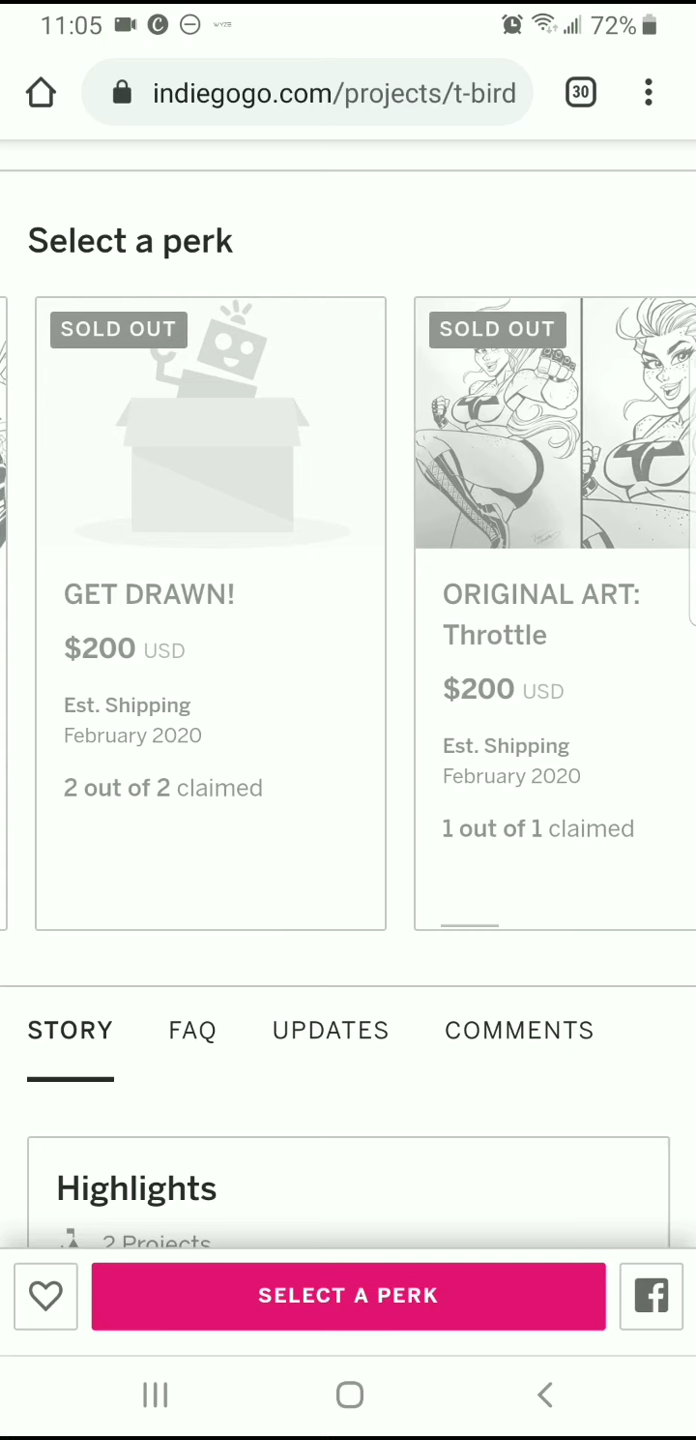 11:05
WYZE
72%
indiegogo.com/projects/t-bird
30
Select a perk
SOLD OUT
GET DRAWN!
$200 USD
Est. Shipping
February 2020
2 out of 2 claimed
SOLD OUT
ORIGINAL ART:
Throttle
$200 USD
Est. Shipping
February 2020
1 out of 1 claimed
STORY FAQ UPDATES COMMENTS
Highlights
2 Projects
SELECT A PERK